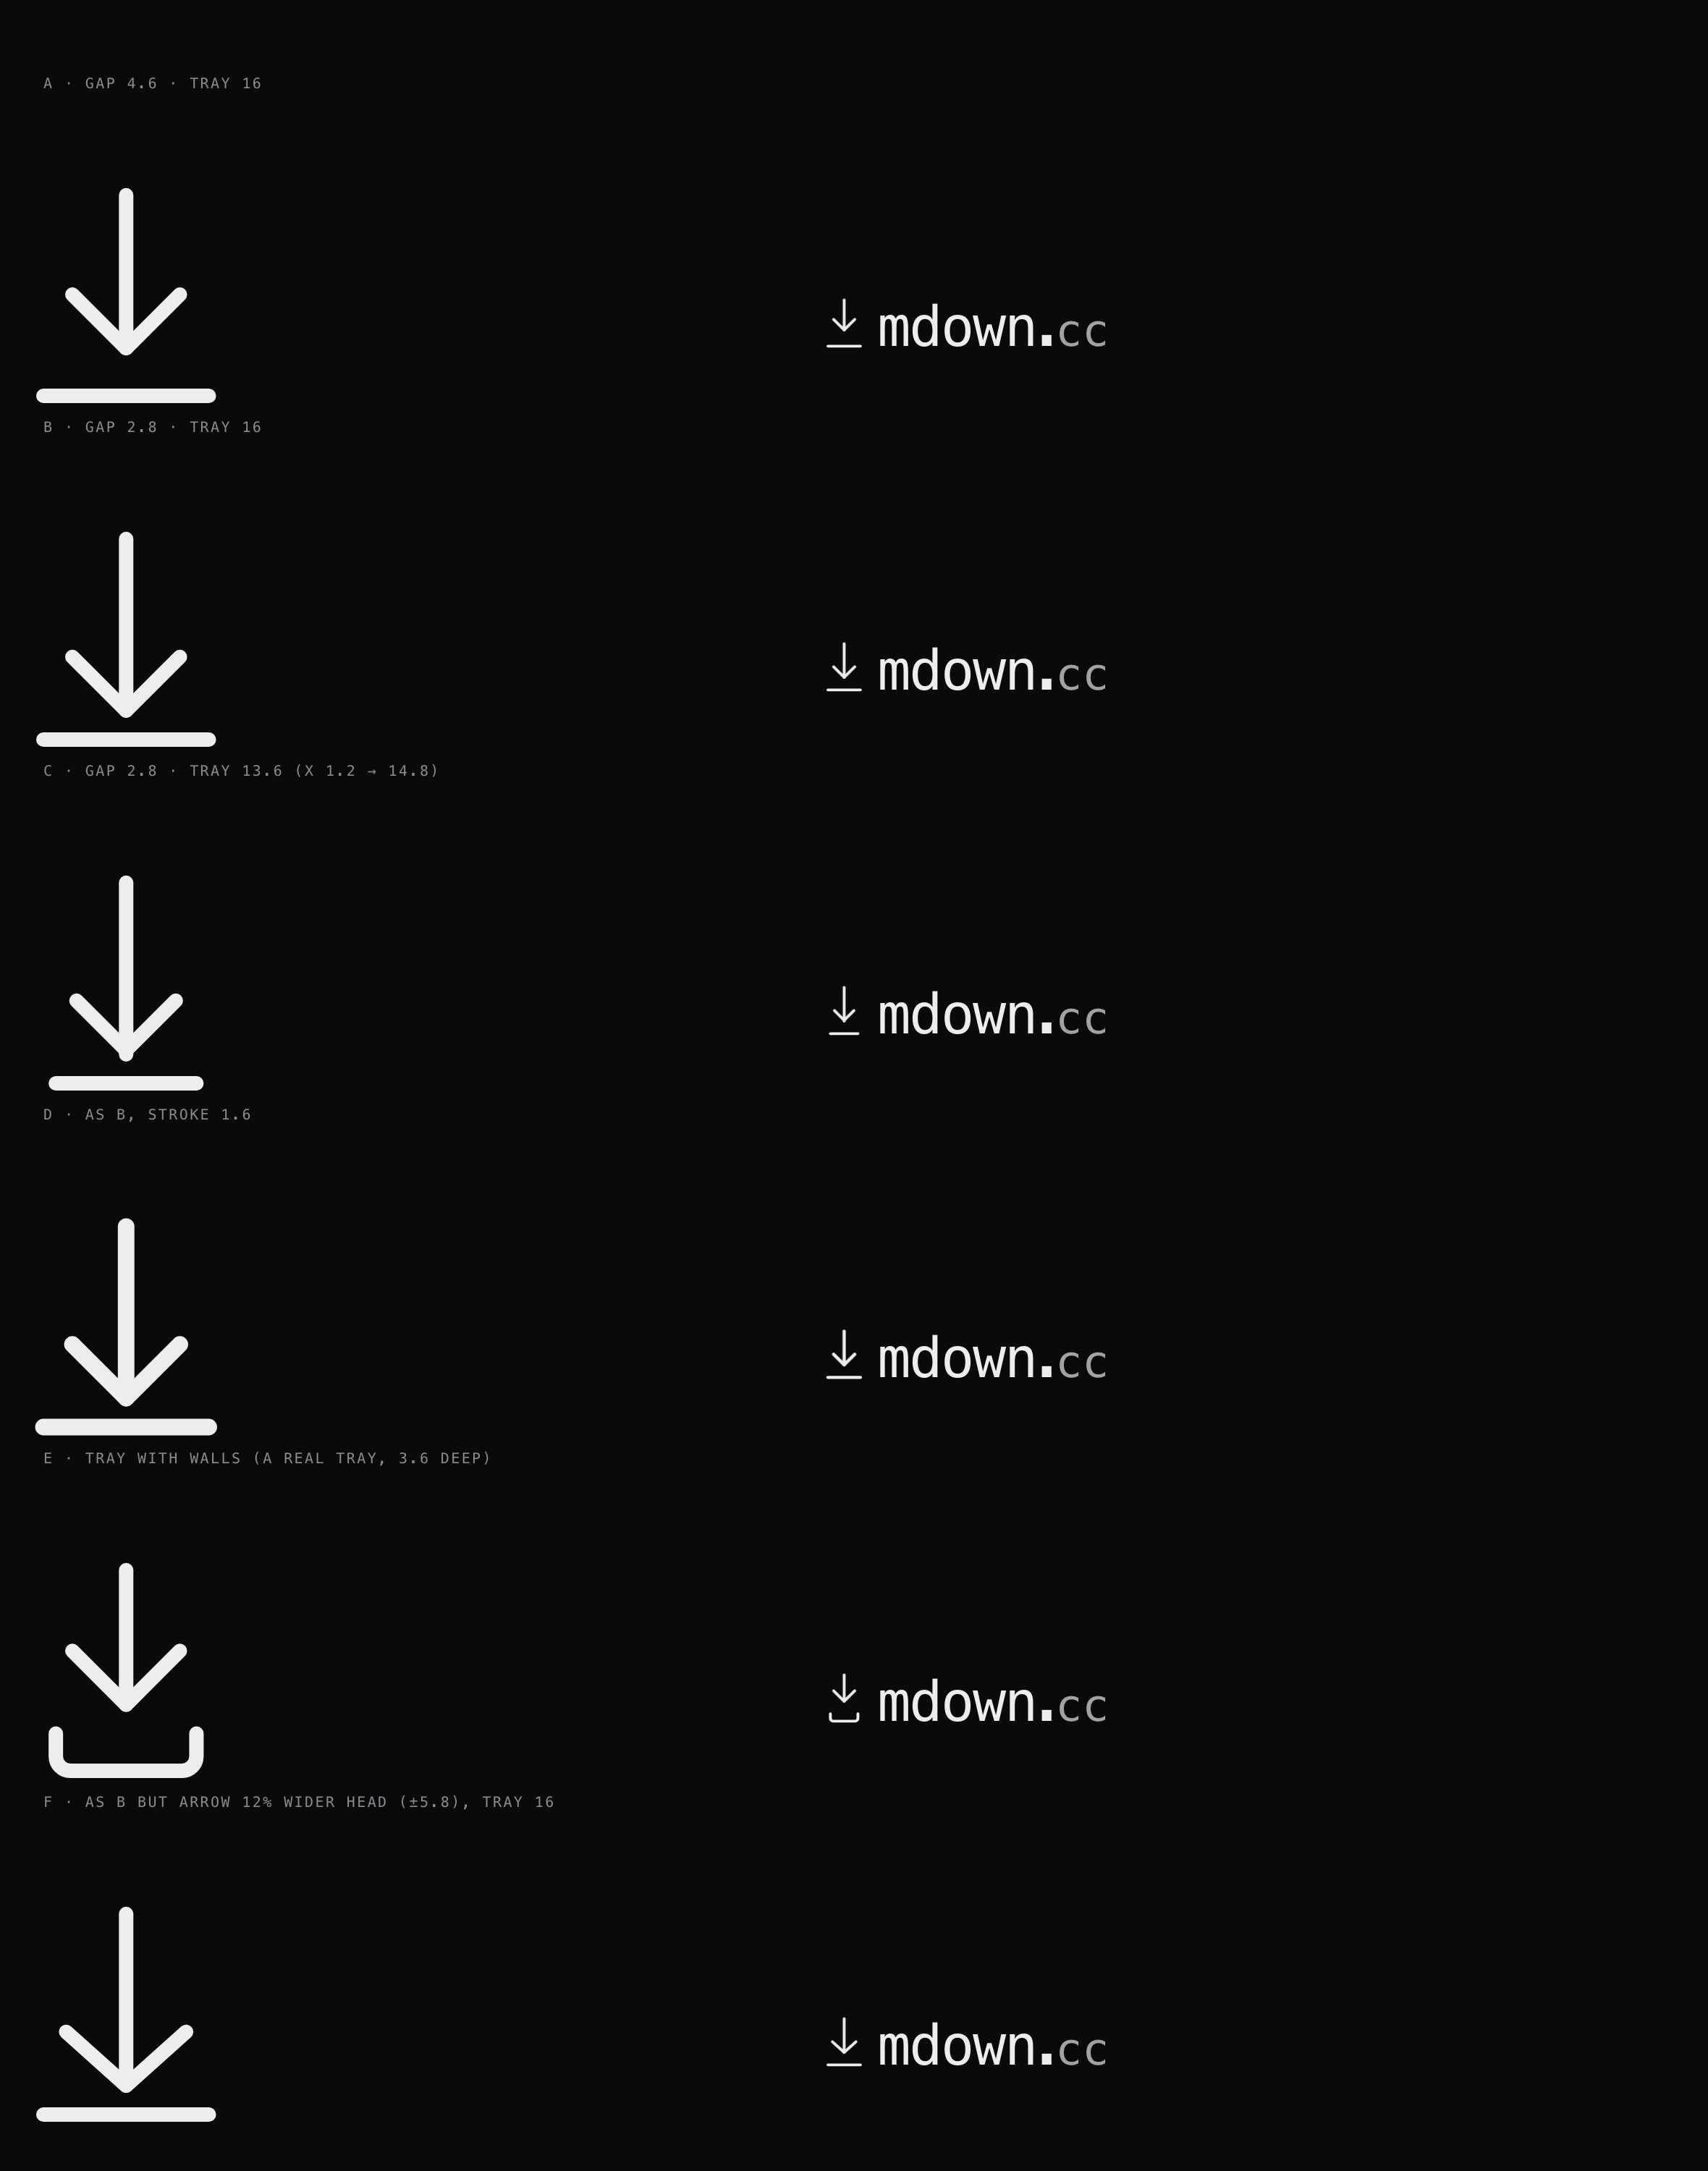 A · GAP 4.6 · TRAY 16
mdown.cc
B · GAP 2.8 · TRAY 16
mdown.cc
C · GAP 2.8 · TRAY 13.6 (X 1.2 → 14.8)
mdown.cc
D · AS B, STROKE 1.6
mdown.cc
E · TRAY WITH WALLS (A REAL TRAY, 3.6 DEEP)
mdown.cc
F · AS B BUT ARROW 12% WIDER HEAD (±5.8), TRAY 16
mdown.cc